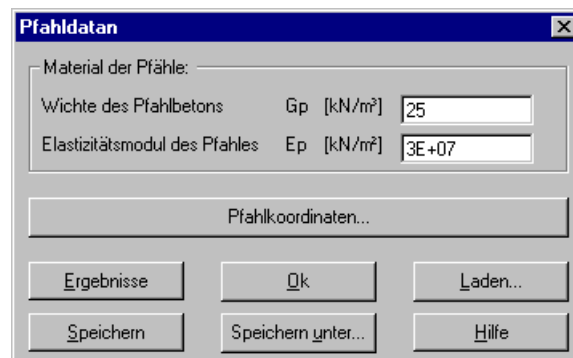 Pfahldatan
Material der Pfähle:
Wichte des Pfahlbetons Gp [kN/m³] 25
Elastizitätsmodul des Pfahles Ep [kN/m²] 3E+07
Pfahlkoordinaten...
Ergebnisse Ok Laden...
Speichern Speichern unter... Hilfe